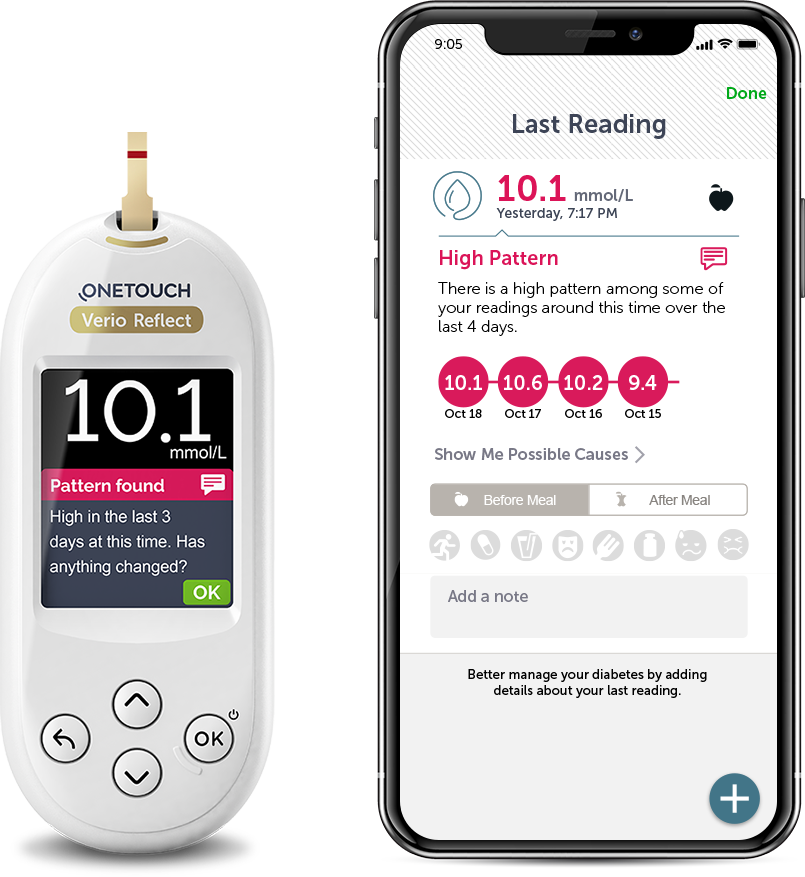 ONETOUCH
Verio Reflect
10.1
mmol/L
Pattern found
High in the last 3
days at this time. Has
anything changed?
OK
OK
9:05
Done
Last Reading
10.1 mmol/L
Yesterday, 7:17 PM
High Pattern
There is a high pattern among some of
your readings around this time over the
last 4 days.
10.1 10.6 10.2 9.4
Oct 18 Oct 17 Oct 16 Oct 15
Show Me Possible Causes
Before Meal After Meal
Add a note
Better manage your diabetes by adding
details about your last reading.